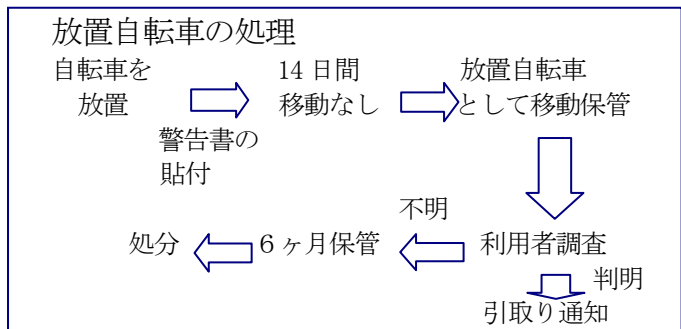 放置自転車の処理
自転車を
放置
警告書の
貼付
14日間
移動なし
放置自転車
として移動保管
利用者調査
不明
6ヶ月保管
処分
判明
引取り通知